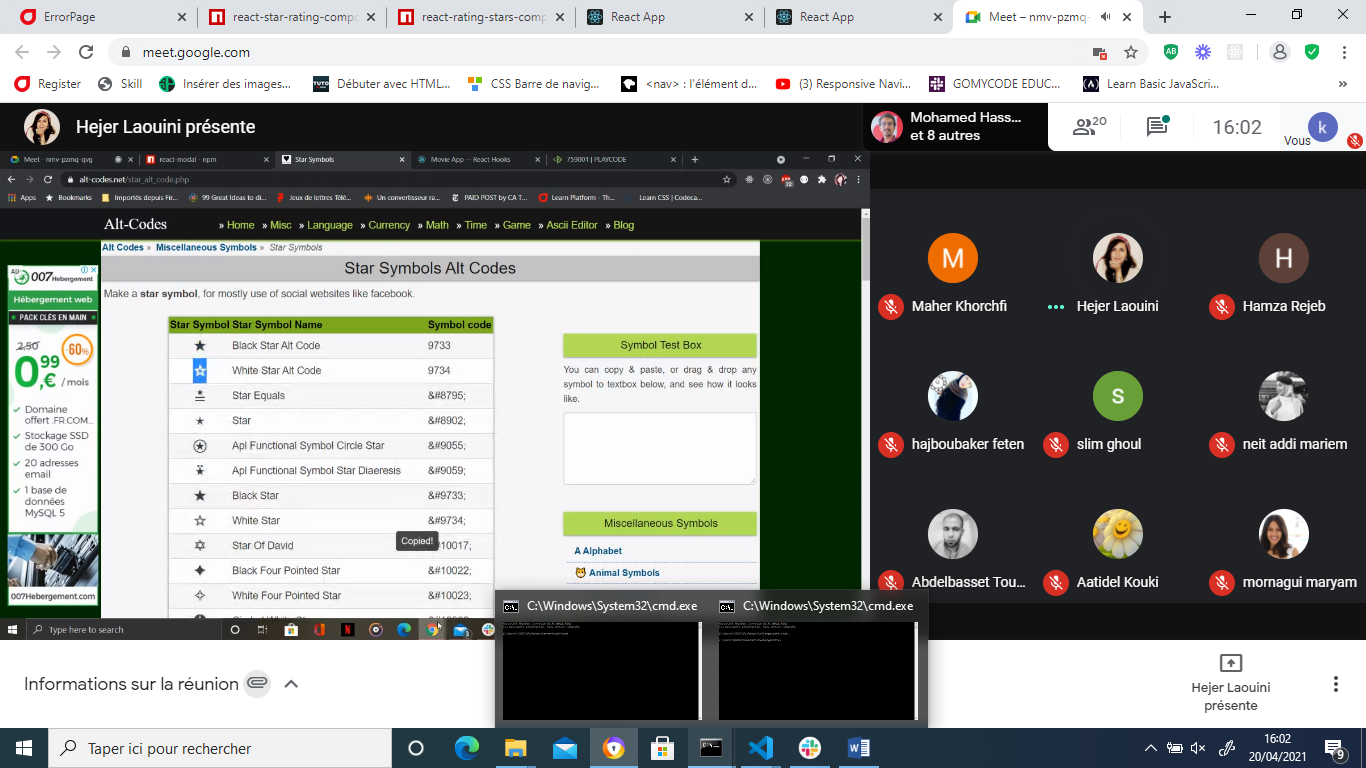 ErrorPage
react-star-rating-compo
react-rating-stars-comp
React App
React App
Meet – nmv-pzmq-
meet.google.com
Register
Skill
Insérer des images...
Débuter avec HTML...
CSS Barre de navig...
<nav> : l'élément d...
(3) Responsive Navi...
GOMYCODE EDUC...
Learn Basic JavaScri...
»
Hejer Laouini présente
Mohamed Hass...
et 8 autres
20
16:02
Vous
k
Meet - nmv-pzmq-qvg
react-modal - npm
Star Symbols
Movie App — React Hooks
759001 | PLAYCODE
alt-codes.net/star_alt_code.php
Apps
Bookmarks
Importés depuis Fir...
99 Great Ideas to di...
Jeux de lettres Télé...
Un convertisseur ra...
PAID POST by CA T...
Learn Platform - Th...
Learn CSS | Codeca...
Alt-Codes
» Home » Misc » Language » Currency » Math » Time » Game » Ascii Editor » Blog
Alt Codes » Miscellaneous Symbols » Star Symbols
Star Symbols Alt Codes
Make a star symbol, for mostly use of social websites like facebook.
Star Symbol Star Symbol Name Symbol code
★ Black Star Alt Code 9733
☆ White Star Alt Code 9734
≛ Star Equals &#8795;
⋆ Star &#8902;
⍟ Apl Functional Symbol Circle Star &#9055;
⍣ Apl Functional Symbol Star Diaeresis &#9059;
★ Black Star &#9733;
☆ White Star &#9734;
✡ Star Of David #10017;
✦ Black Four Pointed Star &#10022;
✧ White Four Pointed Star &#10023;
Copied!
Symbol Test Box
You can copy & paste, or drag & drop any
symbol to textbox below, and see how it looks
like.
Miscellaneous Symbols
A Alphabet
Animal Symbols
AD
007Hebergement
Hébergement web
★ PACK CLÉS EN MAIN ★
2,50
-60%
0,99 € / mois
Domaine
offert .FR.COM...
Stockage SSD
de 300 Go
20 adresses
email
1 base de
données
MySQL 5
007Hebergement.com
Type here to search
M
Maher Khorchfi
Hejer Laouini
H
Hamza Rejeb
hajboubaker feten
S
slim ghoul
neit addi mariem
Abdelbasset Tou...
Aatidel Kouki
mornagui maryam
C:\Windows\System32\cmd.exe
C:\Windows\System32\cmd.exe
Informations sur la réunion
Hejer Laouini
présente
Taper ici pour rechercher
16:02
20/04/2021
9